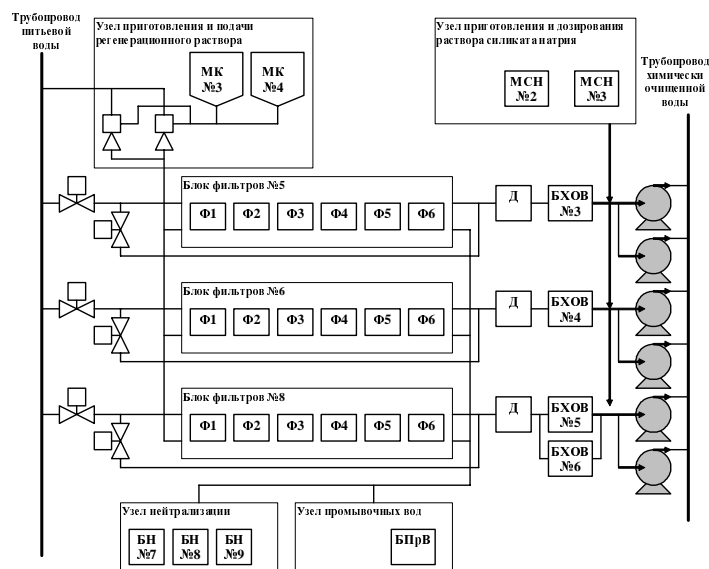 Трубопровод
питьевой
воды
Узел приготовления и подачи
регенерационного раствора
МК
№3
МК
№4
Узел приготовления и дозирования
раствора силиката натрия
МСН
№2
МСН
№3
Трубопровод
химически
очищенной
воды
Блок фильтров №5
Ф1 Ф2 Ф3 Ф4 Ф5 Ф6
Д
БХОВ
№3
Блок фильтров №6
Ф1 Ф2 Ф3 Ф4 Ф5 Ф6
Д
БХОВ
№4
Блок фильтров №8
Ф1 Ф2 Ф3 Ф4 Ф5 Ф6
Д
БХОВ
№5
БХОВ
№6
Узел нейтрализации
БН
№7
БН
№8
БН
№9
Узел промывочных вод
БПрВ